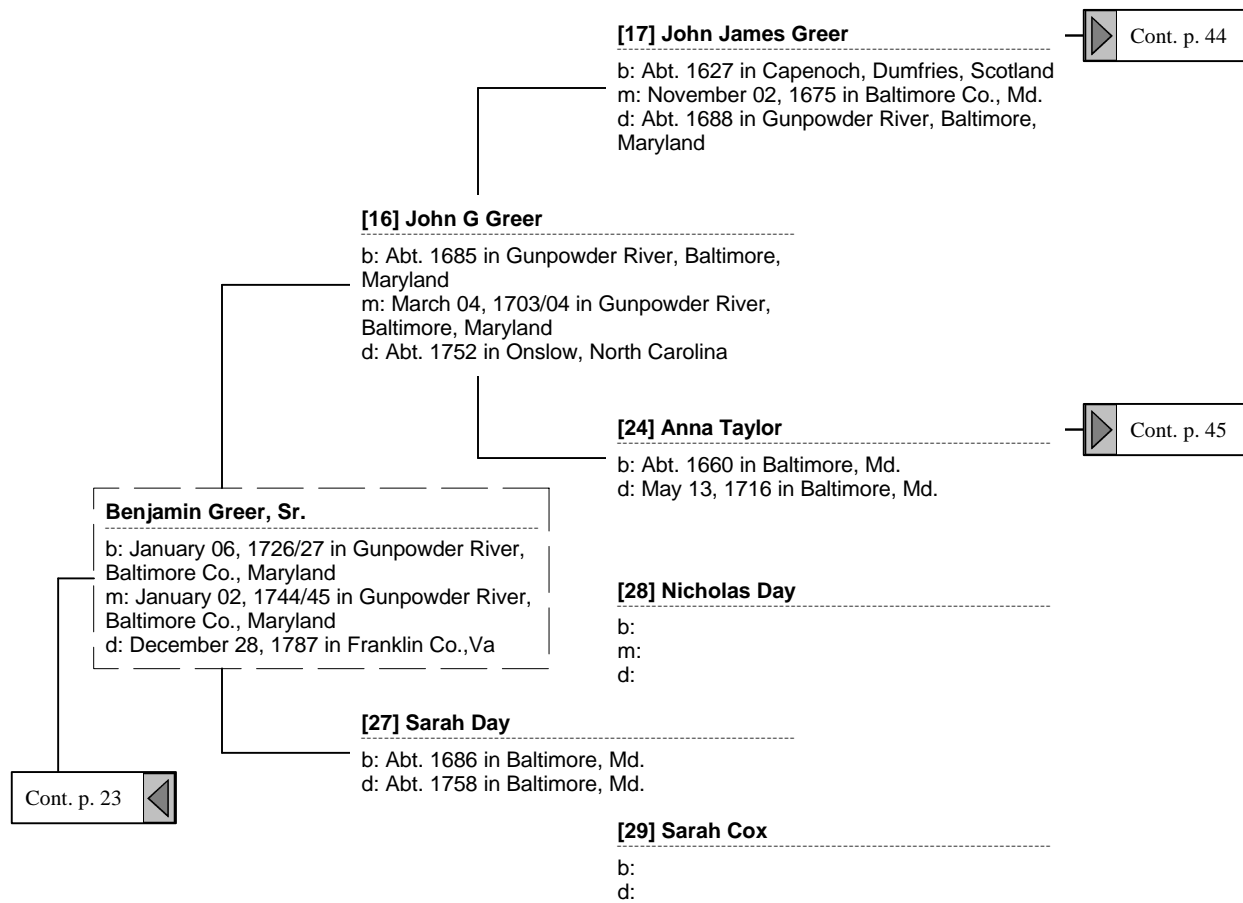 [17] John James Greer
Cont. p. 44
b: Abt. 1627 in Capenoch, Dumfries, Scotland
m: November 02, 1675 in Baltimore Co., Md.
d: Abt. 1688 in Gunpowder River, Baltimore,
Maryland
[16] John G Greer
b: Abt. 1685 in Gunpowder River, Baltimore,
Maryland
m: March 04, 1703/04 in Gunpowder River,
Baltimore, Maryland
d: Abt. 1752 in Onslow, North Carolina
[24] Anna Taylor
Cont. p. 45
b: Abt. 1660 in Baltimore, Md.
d: May 13, 1716 in Baltimore, Md.
Benjamin Greer, Sr.
b: January 06, 1726/27 in Gunpowder River,
Baltimore Co., Maryland
m: January 02, 1744/45 in Gunpowder River,
Baltimore Co., Maryland
d: December 28, 1787 in Franklin Co.,Va
[28] Nicholas Day
b:
m:
d:
[27] Sarah Day
b: Abt. 1686 in Baltimore, Md.
d: Abt. 1758 in Baltimore, Md.
Cont. p. 23
[29] Sarah Cox
b:
d: